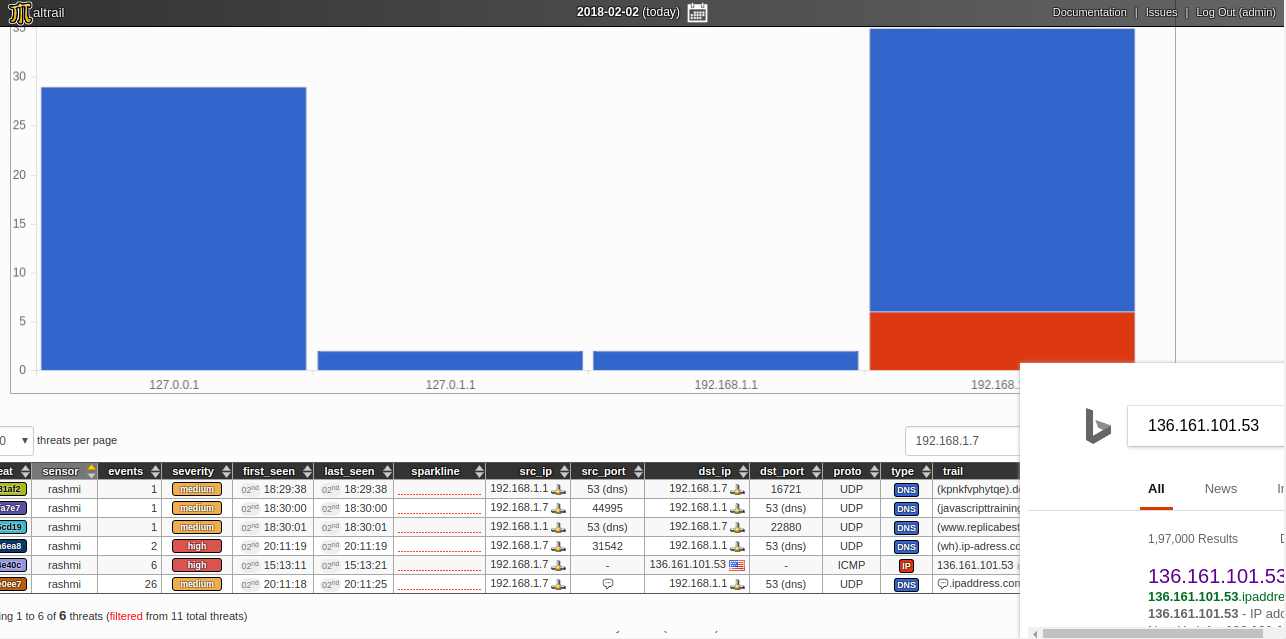 altrail 2018-02-02 (today) Documentation | Issues | Log Out (admin)
35
30
25
20
15
10
5
0
127.0.0.1 127.0.1.1 192.168.1.1 192.168.
0 threats per page 192.168.1.7
eat sensor events severity first_seen last_seen sparkline src_ip src_port dst_ip dst_port proto type trail
81af2 rashmi 1 medium 02nd 18:29:38 02nd 18:29:38 192.168.1.1 53 (dns) 192.168.1.7 16721 UDP DNS (kpnkfvphytqe).d
fa7e7 rashmi 1 medium 02nd 18:30:00 02nd 18:30:00 192.168.1.7 44995 192.168.1.1 53 (dns) UDP DNS (javascripttraining
cd19 rashmi 1 medium 02nd 18:30:01 02nd 18:30:01 192.168.1.1 53 (dns) 192.168.1.7 22880 UDP DNS (www.replicabest
6ea8 rashmi 2 high 02nd 20:11:19 02nd 20:11:19 192.168.1.7 31542 192.168.1.1 53 (dns) UDP DNS (wh).ip-adress.co
e40c rashmi 6 high 02nd 15:13:11 02nd 15:13:21 192.168.1.7 - 136.161.101.53 - ICMP IP 136.161.101.53
0ee7 rashmi 26 medium 02nd 20:11:18 02nd 20:11:25 192.168.1.7 192.168.1.1 53 (dns) UDP DNS .ipaddress.com
ng 1 to 6 of 6 threats (filtered from 11 total threats)
136.161.101.53
All News
1,97,000 Results
136.161.101.53
136.161.101.53.ipaddre
136.161.101.53 - IP ad